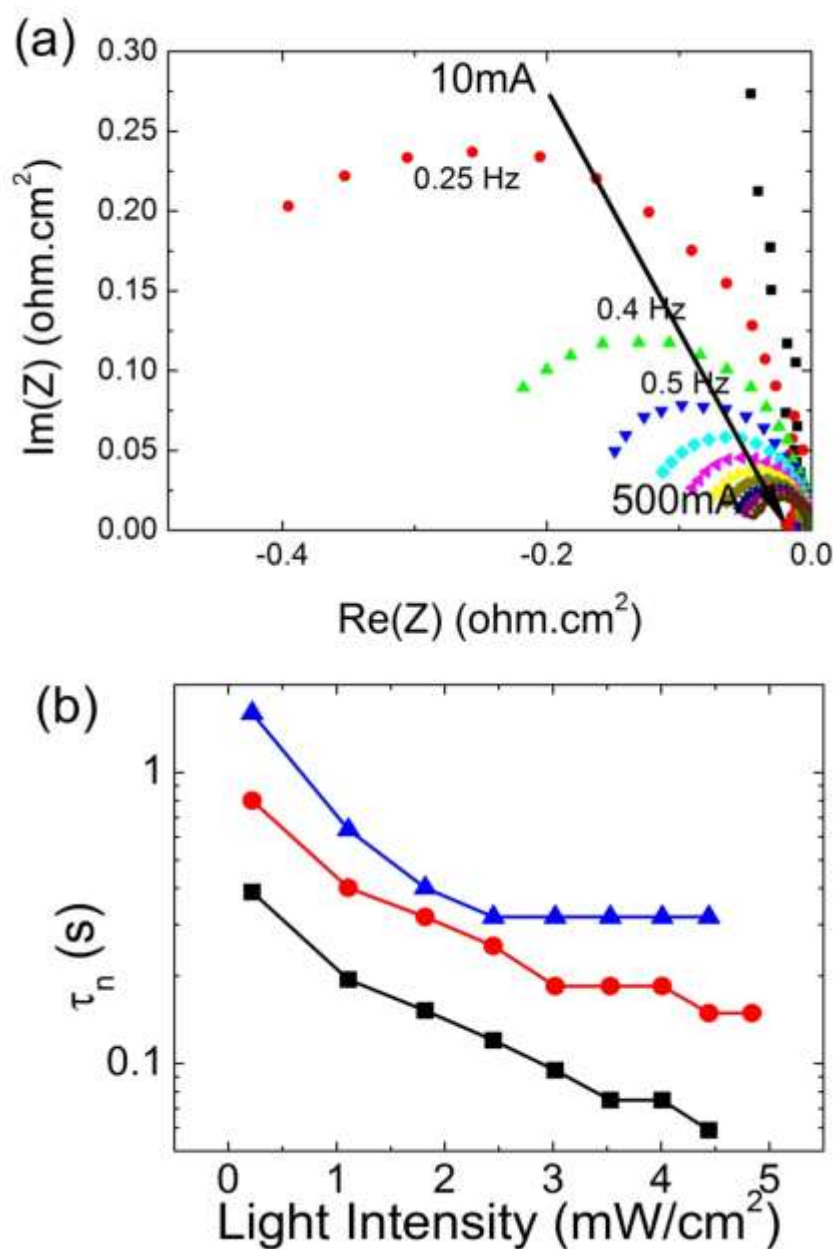 (a)
0.30
0.25
0.20
0.15
0.10
0.05
0.00
Im(Z) (ohm.cm²)
10mA
0.25 Hz
0.4 Hz
0.5 Hz
500mA
-0.4
-0.2
0.0
Re(Z) (ohm.cm²)
(b)
1
0.1
τn (s)
0
1
2
3
4
5
Light Intensity (mW/cm²)